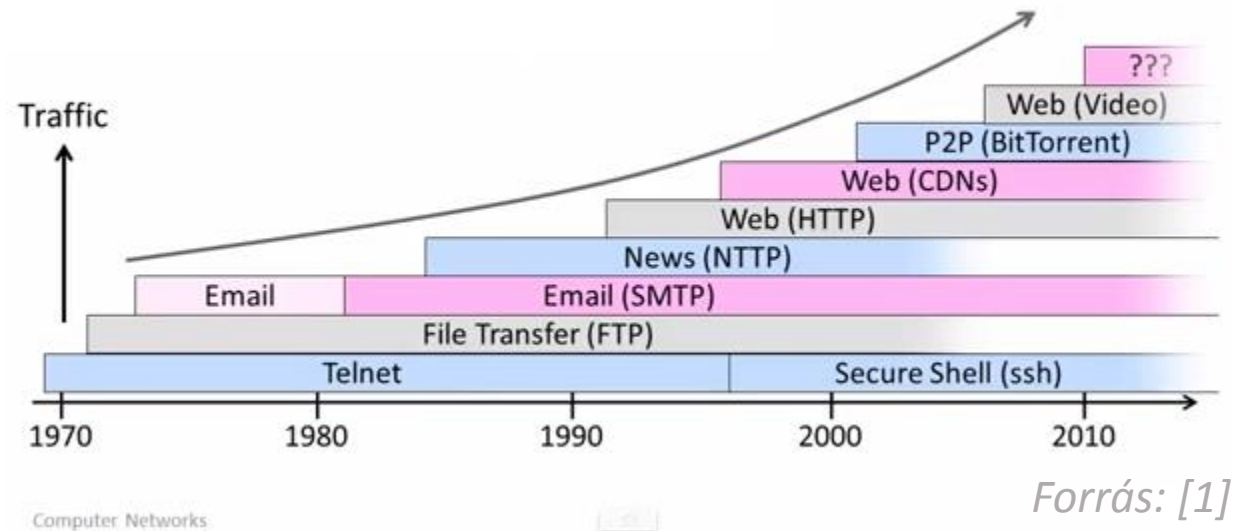 ???
Web (Video)
Traffic
P2P (BitTorrent)
Web (CDNs)
Web (HTTP)
News (NTTP)
Email
Email (SMTP)
File Transfer (FTP)
Telnet
Secure Shell (ssh)
1970 1980 1990 2000 2010
Forrás: [1]
Computer Networks